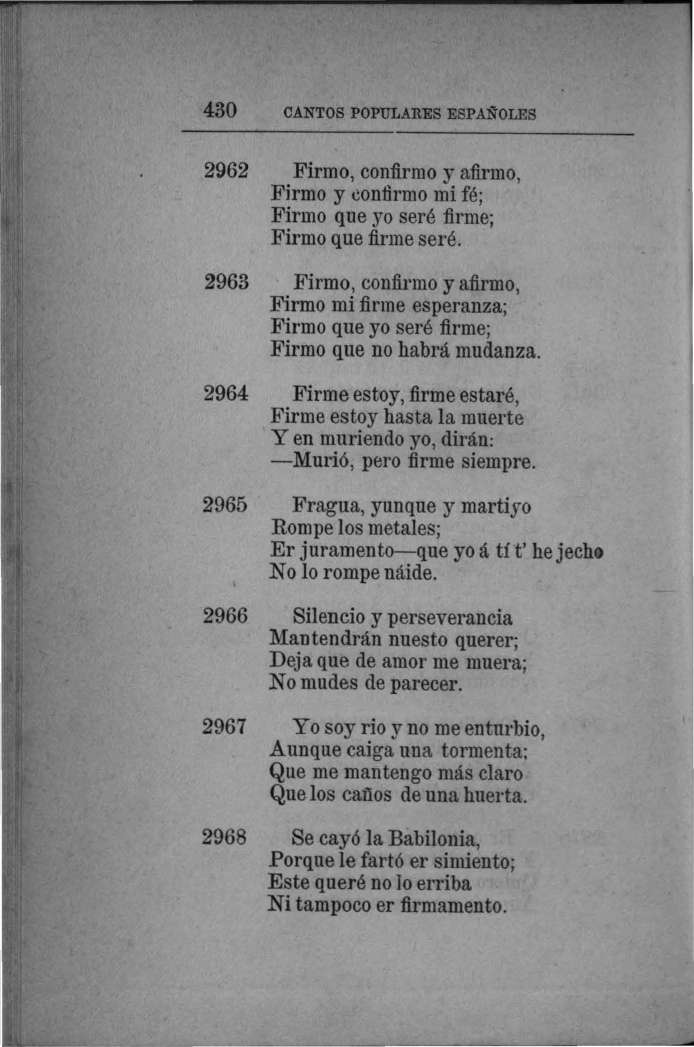 430 CANTOS POPULARES ESPAÑOLES
2962 Firmo, confirmo y afirmo,
Firmo y confirmo mi fé;
Firmo que yo seré firme;
Firmo que firme seré.
2963 Firmo, confirmo y afirmo,
Firmo mi firme esperanza;
Firmo que yo seré firme;
Firmo que no habrá mudanza.
2964 Firme estoy, firme estaré,
Firme estoy hasta la muerte
Y en muriendo yo, dirán:
—Murió, pero firme siempre.
2965 Fragua, yunque y martiyo
Rompe los metales;
Er juramento—que yo á tí t' he jecho
No lo rompe náide.
2966 Silencio y perseverancia
Mantendrán nuesto querer;
Deja que de amor me muera;
No mudes de parecer.
2967 Yo soy rio y no me enturbio,
Aunque caiga una tormenta;
Que me mantengo más claro
Que los caños de una huerta.
2968 Se cayó la Babilonia,
Porque le fartó er simiento;
Este queré no lo erriba
Ni tampoco er firmamento.